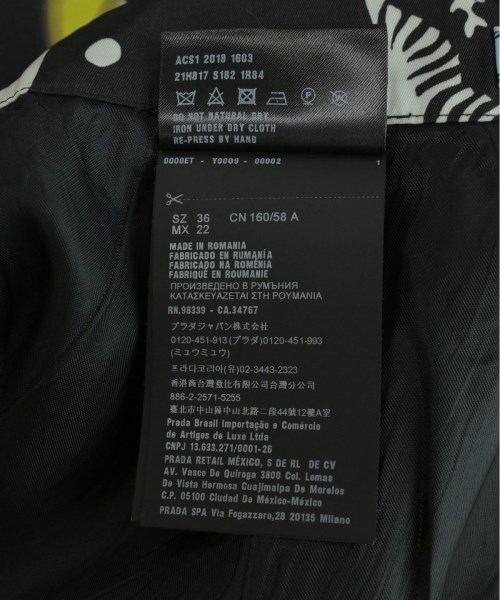 ACS1 2018 1603
21H817 S182 1R84
DO NOT NATURAL DRY
IRON UNDER DRY CLOTH
RE-PRESS BY HAND
0000ET - Y0009 - 00002 1
SZ 36 CN 160/58 A
MX 22
MADE IN ROMANIA
FABRICADO EN RUMANÍA
FABRICADO NA ROMÊNIA
FABRIQUÉ EN ROUMANIE
ПРОИЗВЕДЕНО В РУМЪНИЯ
ΚΑΤΑΣΚΕΥΑΖΕΤΑΙ ΣΤΗ ΡΟΥΜΑΝΙΑ
RN.98339 - CA.34767
プラダジャパン株式会社
0120-451-913 (プラダ) 0120-451-993
(ミュウミュウ)
프라다코리아(유) 02-3443-2323
香港商台灣普比有限公司台灣分公司
886-2-2571-5255
臺北市中山區中山北路二段44號12樓A室
Prada Brasil Importação e Comércio
de Artigos de Luxo Ltda
CNPJ 13.633.271/0001-26
PRADA RETAIL MÉXICO, S DE RL DE CV
AV. Vasco De Quiroga 3800 Col. Lomas
De Vista Hermosa Cuajimalpa De Morelos
C.P. 05100 Ciudad De México-México
PRADA SPA Via Fogazzaro, 28 20135 Milano